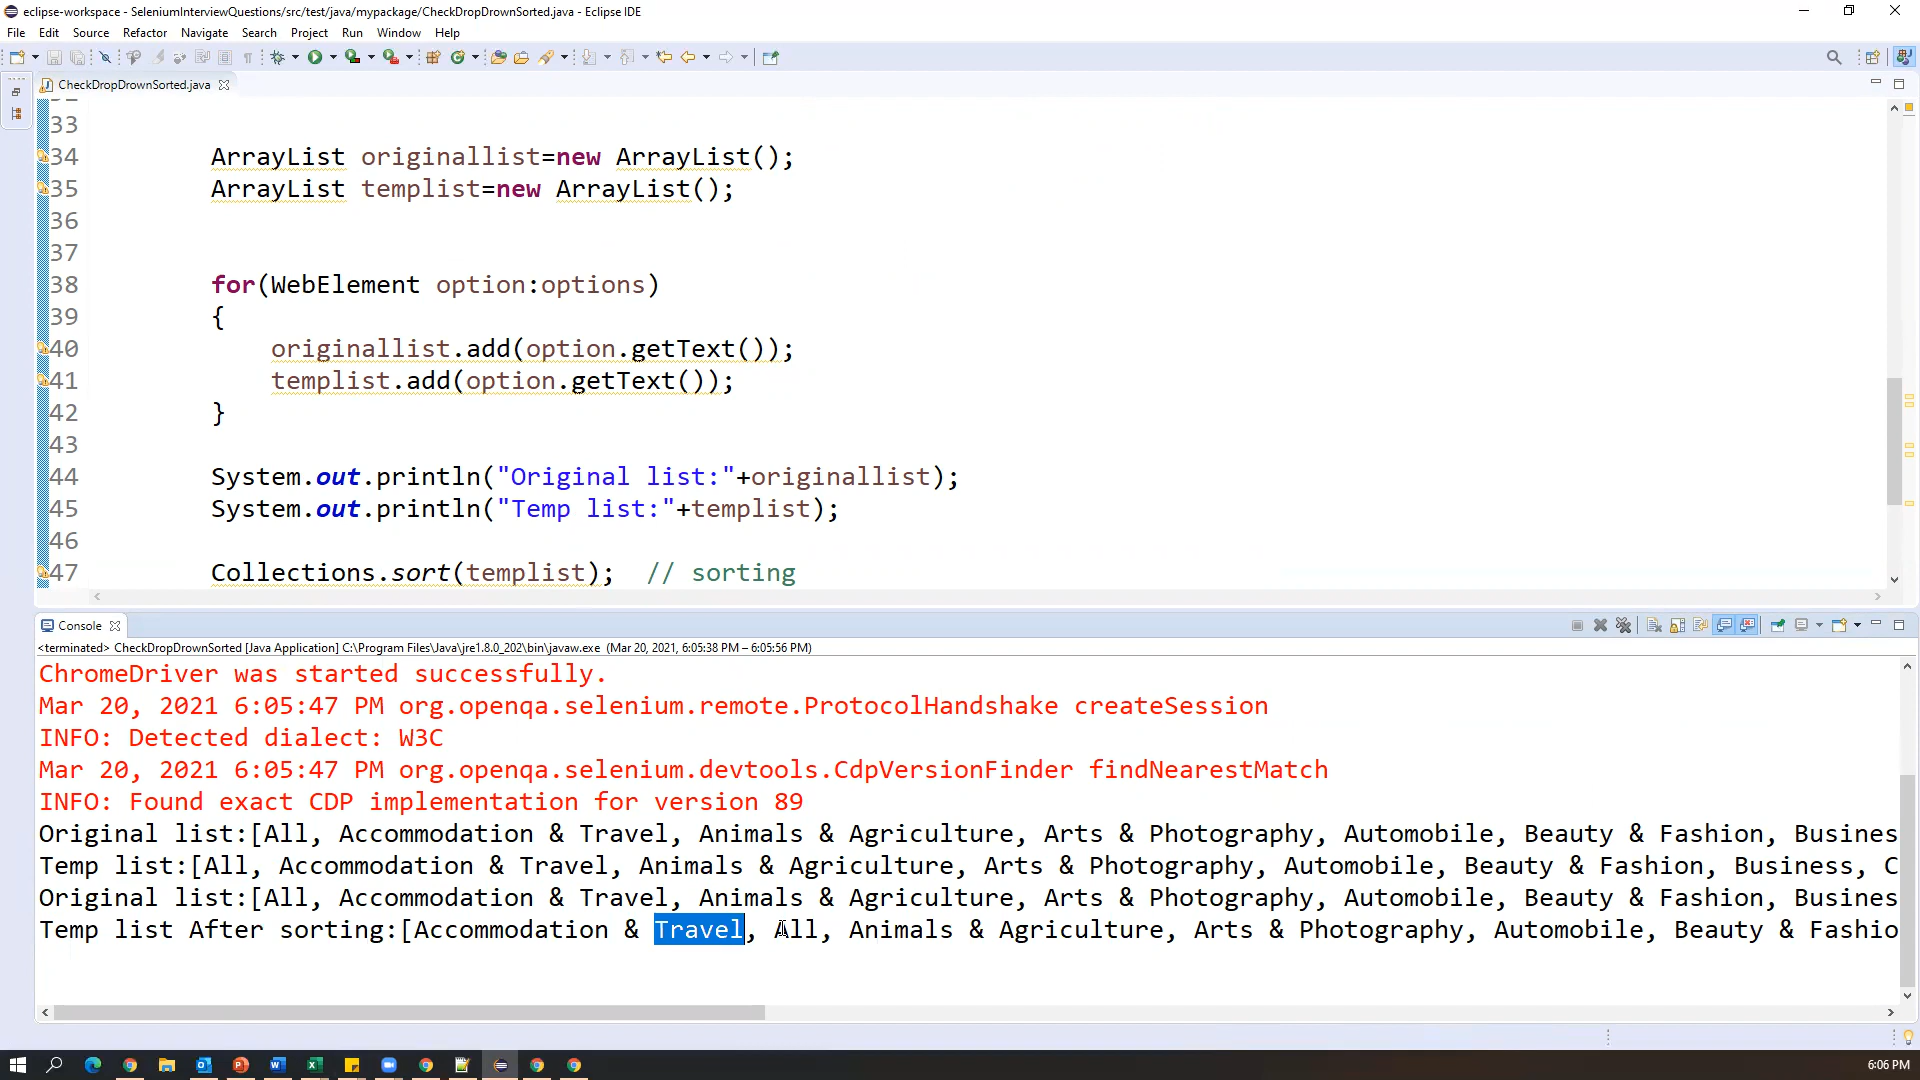 eclipse-workspace - SeleniumInterviewQuestions/src/test/java/mypackage/CheckDropDrownSorted.java - Eclipse IDE
File Edit Source Refactor Navigate Search Project Run Window Help
CheckDropDrownSorted.java
33
34 ArrayList originallist=new ArrayList();
35 ArrayList templist=new ArrayList();
36
37
38 for(WebElement option:options)
39 {
40 originallist.add(option.getText());
41 templist.add(option.getText());
42 }
43
44 System.out.println("Original list:"+originallist);
45 System.out.println("Temp list:"+templist);
46
47 Collections.sort(templist); // sorting
Console
<terminated> CheckDropDrownSorted [Java Application] C:\Program Files\Java\jre1.8.0_202\bin\javaw.exe (Mar 20, 2021, 6:05:38 PM – 6:05:56 PM)
ChromeDriver was started successfully.
Mar 20, 2021 6:05:47 PM org.openqa.selenium.remote.ProtocolHandshake createSession
INFO: Detected dialect: W3C
Mar 20, 2021 6:05:47 PM org.openqa.selenium.devtools.CdpVersionFinder findNearestMatch
INFO: Found exact CDP implementation for version 89
Original list:[All, Accommodation & Travel, Animals & Agriculture, Arts & Photography, Automobile, Beauty & Fashion, Busines
Temp list:[All, Accommodation & Travel, Animals & Agriculture, Arts & Photography, Automobile, Beauty & Fashion, Business, C
Original list:[All, Accommodation & Travel, Animals & Agriculture, Arts & Photography, Automobile, Beauty & Fashion, Busines
Temp list After sorting:[Accommodation & Travel, All, Animals & Agriculture, Arts & Photography, Automobile, Beauty & Fashio
6:06 PM